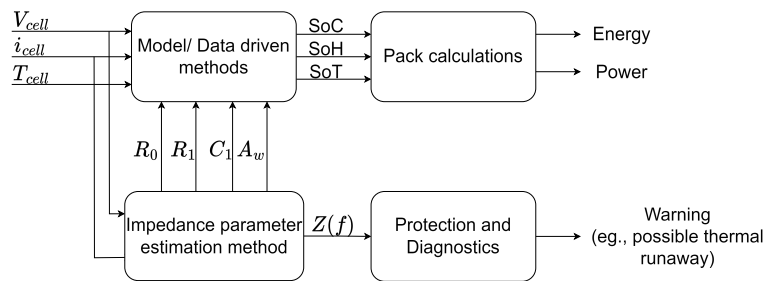 V_cell
i_cell
T_cell
Model/ Data driven
methods
SoC
SoH
SoT
Pack calculations
Energy
Power
R_0
R_1
C_1
A_w
Impedance parameter
estimation method
Z(f)
Protection and
Diagnostics
Warning
(eg., possible thermal
runaway)